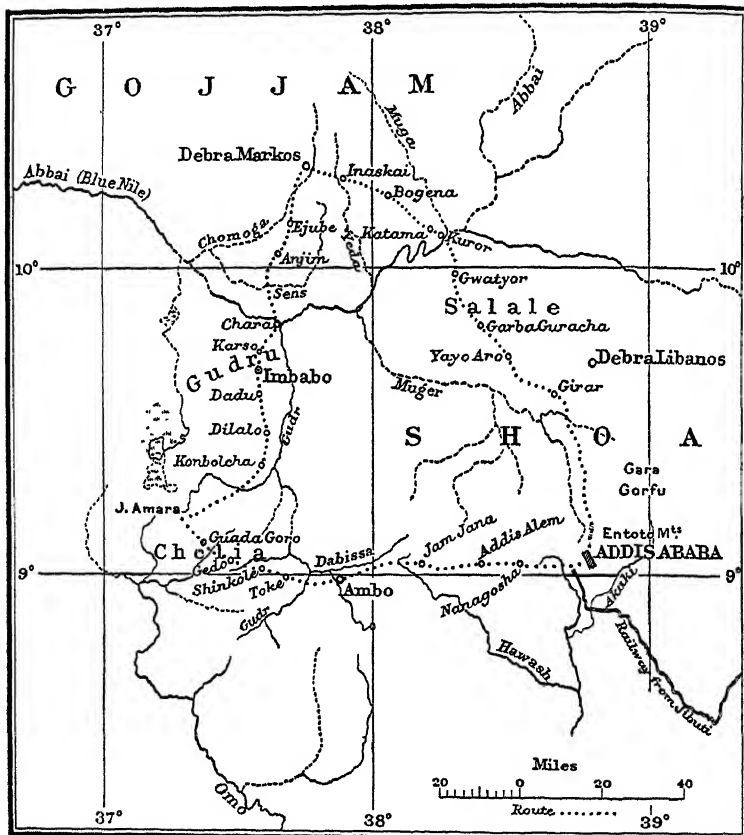 37°
38°
39°
GOJJAM
Abbai
Muga
Debra Markos
Inaskai
Abbai (Blue Nile)
Bogena
Chomoga
Ejube
Katama
Kuror
Yeda
Anjim
10°
10°
Gwatyor
Sens
Salale
Charaj
Garba Guracha
Karso
Gudru
Yayo Aro
Debra Libanos
Imbabo
Muger
Girar
Dadu
Gudr
SHOA
Dilalo
Konbolcha
Gara
Gorfu
J. Amara
Guada Goro
Jam Jana
Addis Alem
Entoto Mts
Chelia
ADDIS ABABA
Gedo
Dabissa
9°
9°
Shinkole
Toke
Ambo
Nanagosha
Akaki
Gudr
Railway from Jibuti
Hawash
Miles
20
0
20
40
Omo
Route
37°
38°
39°